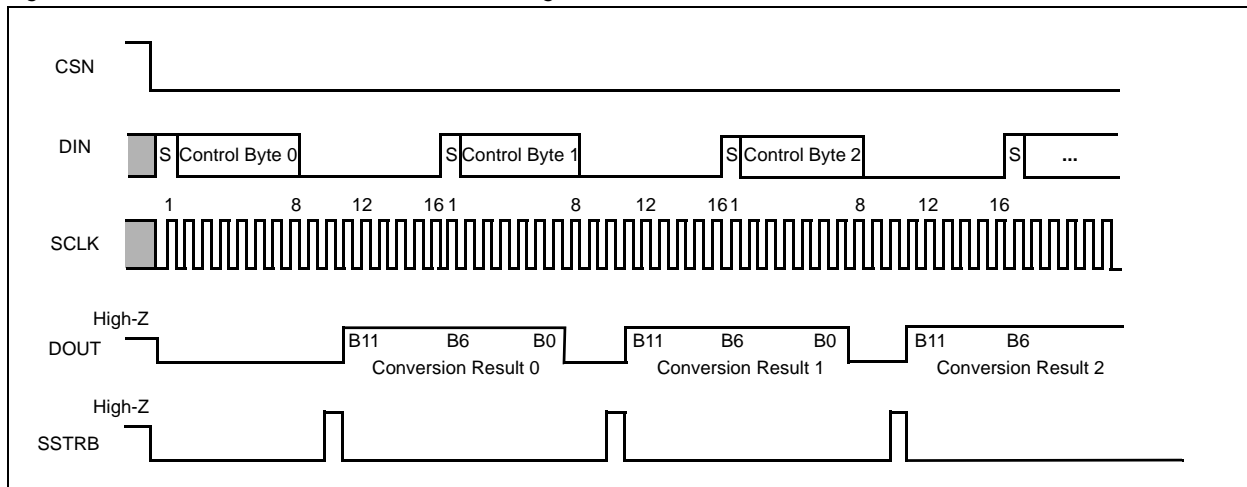 CSN
DIN
S Control Byte 0 S Control Byte 1 S Control Byte 2 S ...
1 8 12 16 1 8 12 16 1 8 12 16
SCLK
High-Z
DOUT
B11 B6 B0 B11 B6 B0 B11 B6
Conversion Result 0 Conversion Result 1 Conversion Result 2
High-Z
SSTRB